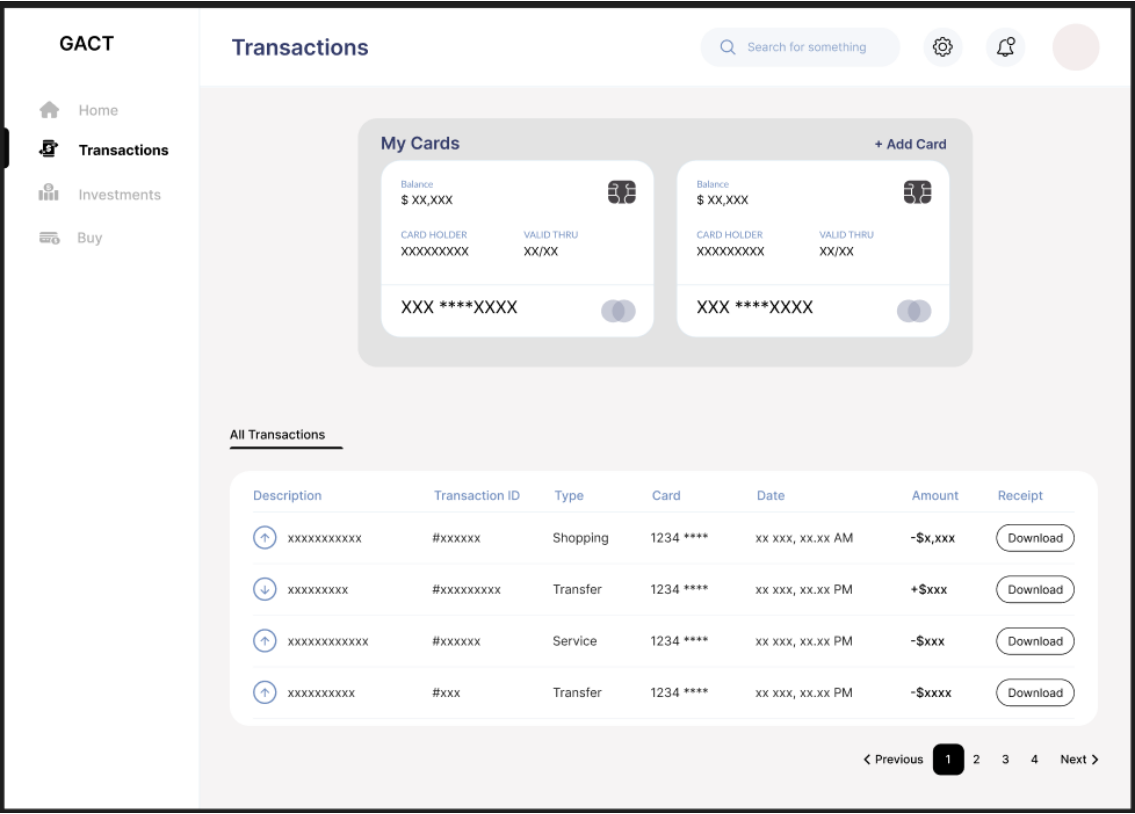 GACT
Transactions
Search for something
Home
Transactions
Investments
Buy
My Cards
+ Add Card
Balance
$ XX,XXX
CARD HOLDER VALID THRU
XXXXXXXXX XX/XX
XXX ****XXXX
Balance
$ XX,XXX
CARD HOLDER VALID THRU
XXXXXXXXX XX/XX
XXX ****XXXX
All Transactions
Description Transaction ID Type Card Date Amount Receipt
xxxxxxxxxxx #xxxxxx Shopping 1234 **** xx xxx, xx.xx AM -$x,xxx Download
xxxxxxxxx #xxxxxxxxx Transfer 1234 **** xx xxx, xx.xx PM +$xxx Download
xxxxxxxxxxxx #xxxxxx Service 1234 **** xx xxx, xx.xx PM -$xxx Download
xxxxxxxxxx #xxx Transfer 1234 **** xx xxx, xx.xx PM -$xxxx Download
< Previous 1 2 3 4 Next >